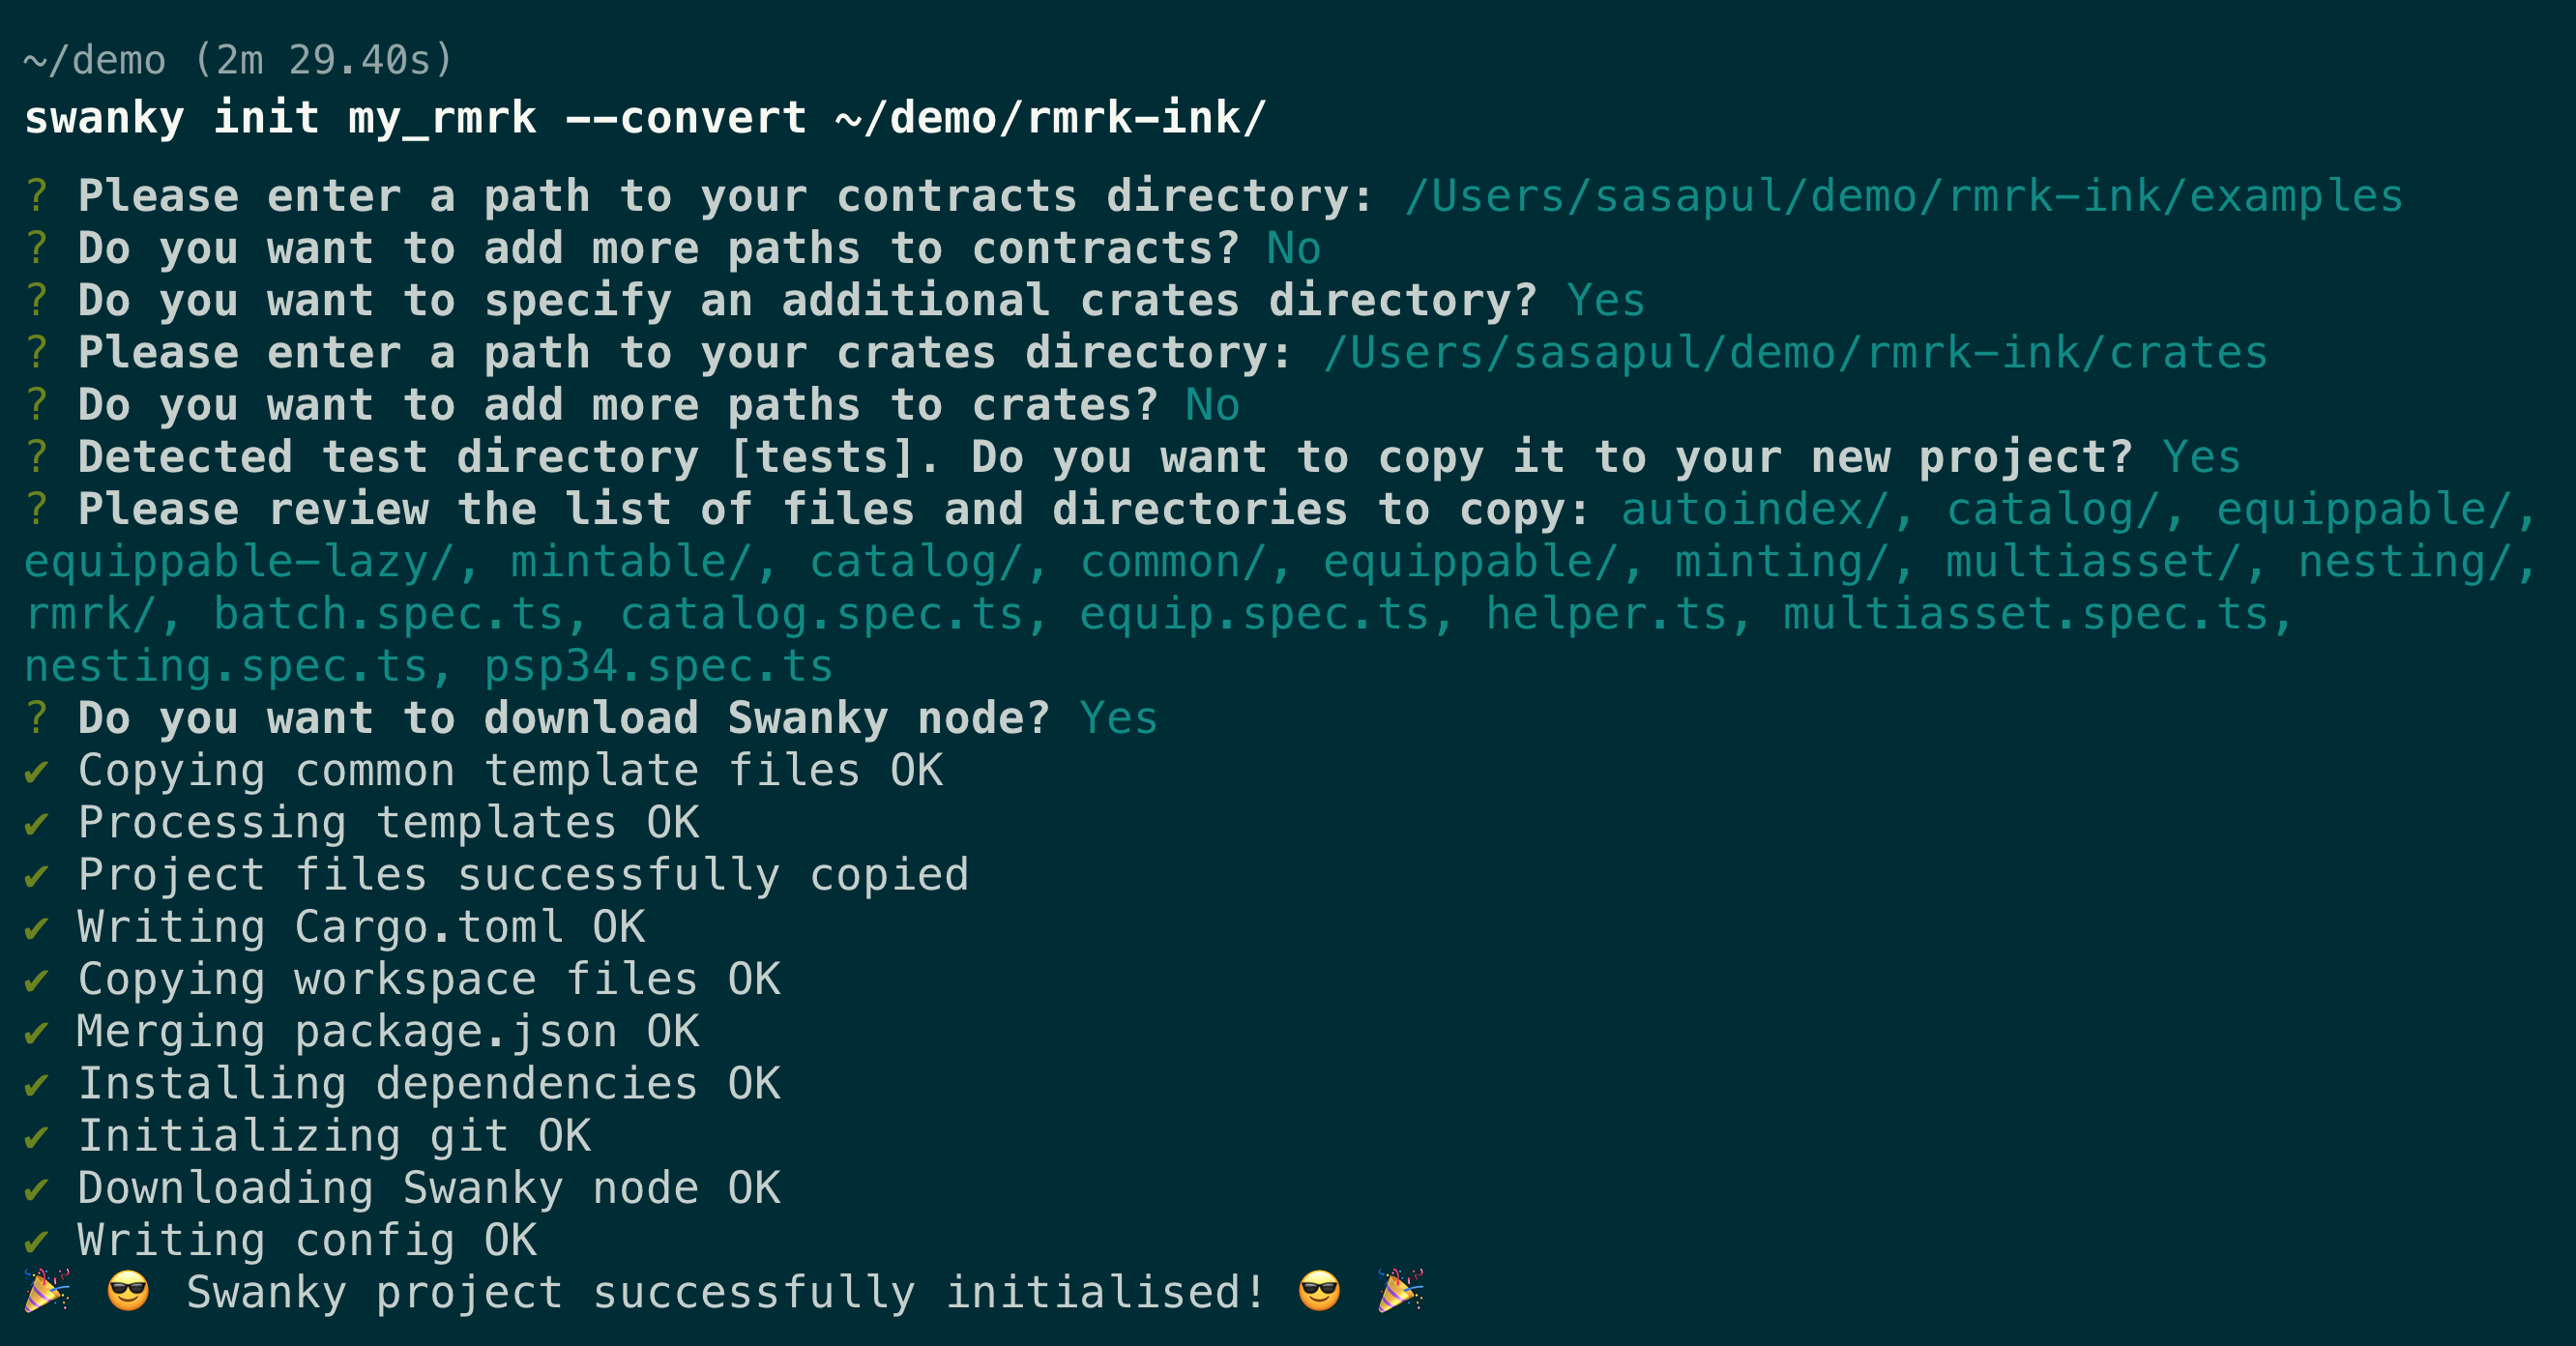 ~/demo (2m 29.40s)
swanky init my_rmrk --convert ~/demo/rmrk-ink/
? Please enter a path to your contracts directory: /Users/sasapul/demo/rmrk-ink/examples
? Do you want to add more paths to contracts? No
? Do you want to specify an additional crates directory? Yes
? Please enter a path to your crates directory: /Users/sasapul/demo/rmrk-ink/crates
? Do you want to add more paths to crates? No
? Detected test directory [tests]. Do you want to copy it to your new project? Yes
? Please review the list of files and directories to copy: autoindex/, catalog/, equippable/,
equippable-lazy/, mintable/, catalog/, common/, equippable/, minting/, multiasset/, nesting/,
rmrk/, batch.spec.ts, catalog.spec.ts, equip.spec.ts, helper.ts, multiasset.spec.ts,
nesting.spec.ts, psp34.spec.ts
? Do you want to download Swanky node? Yes
✔ Copying common template files OK
✔ Processing templates OK
✔ Project files successfully copied
✔ Writing Cargo.toml OK
✔ Copying workspace files OK
✔ Merging package.json OK
✔ Installing dependencies OK
✔ Initializing git OK
✔ Downloading Swanky node OK
✔ Writing config OK
🎉 😎 Swanky project successfully initialised! 😎 🎉